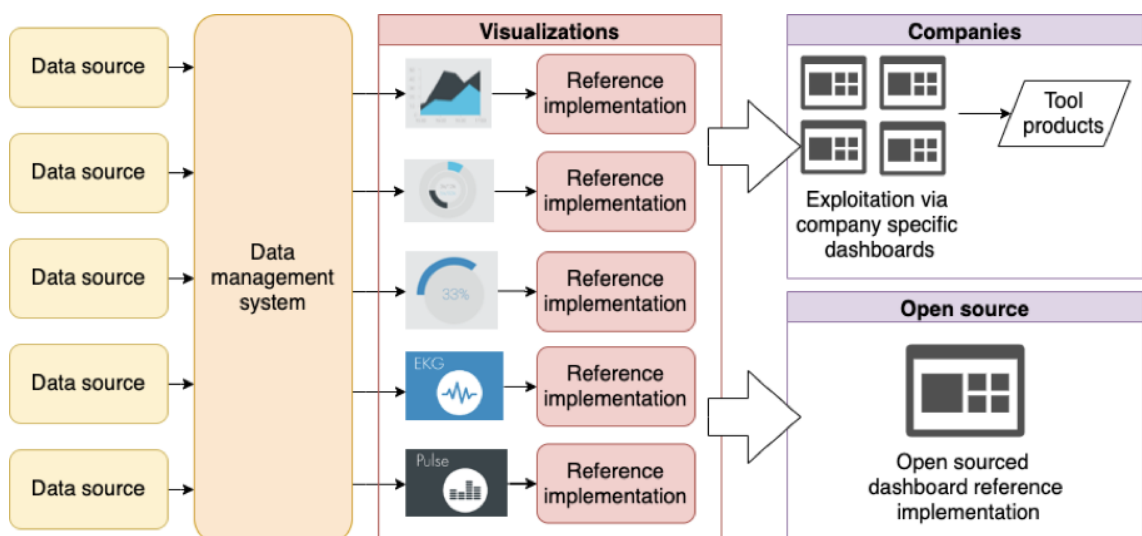 Data source
Data source
Data source
Data source
Data source
Data
management
system
Visualizations
Reference
implementation
Reference
implementation
33%
Reference
implementation
EKG
Reference
implementation
Pulse
Reference
implementation
Companies
Tool
products
Exploitation via
company specific
dashboards
Open source
Open sourced
dashboard reference
implementation